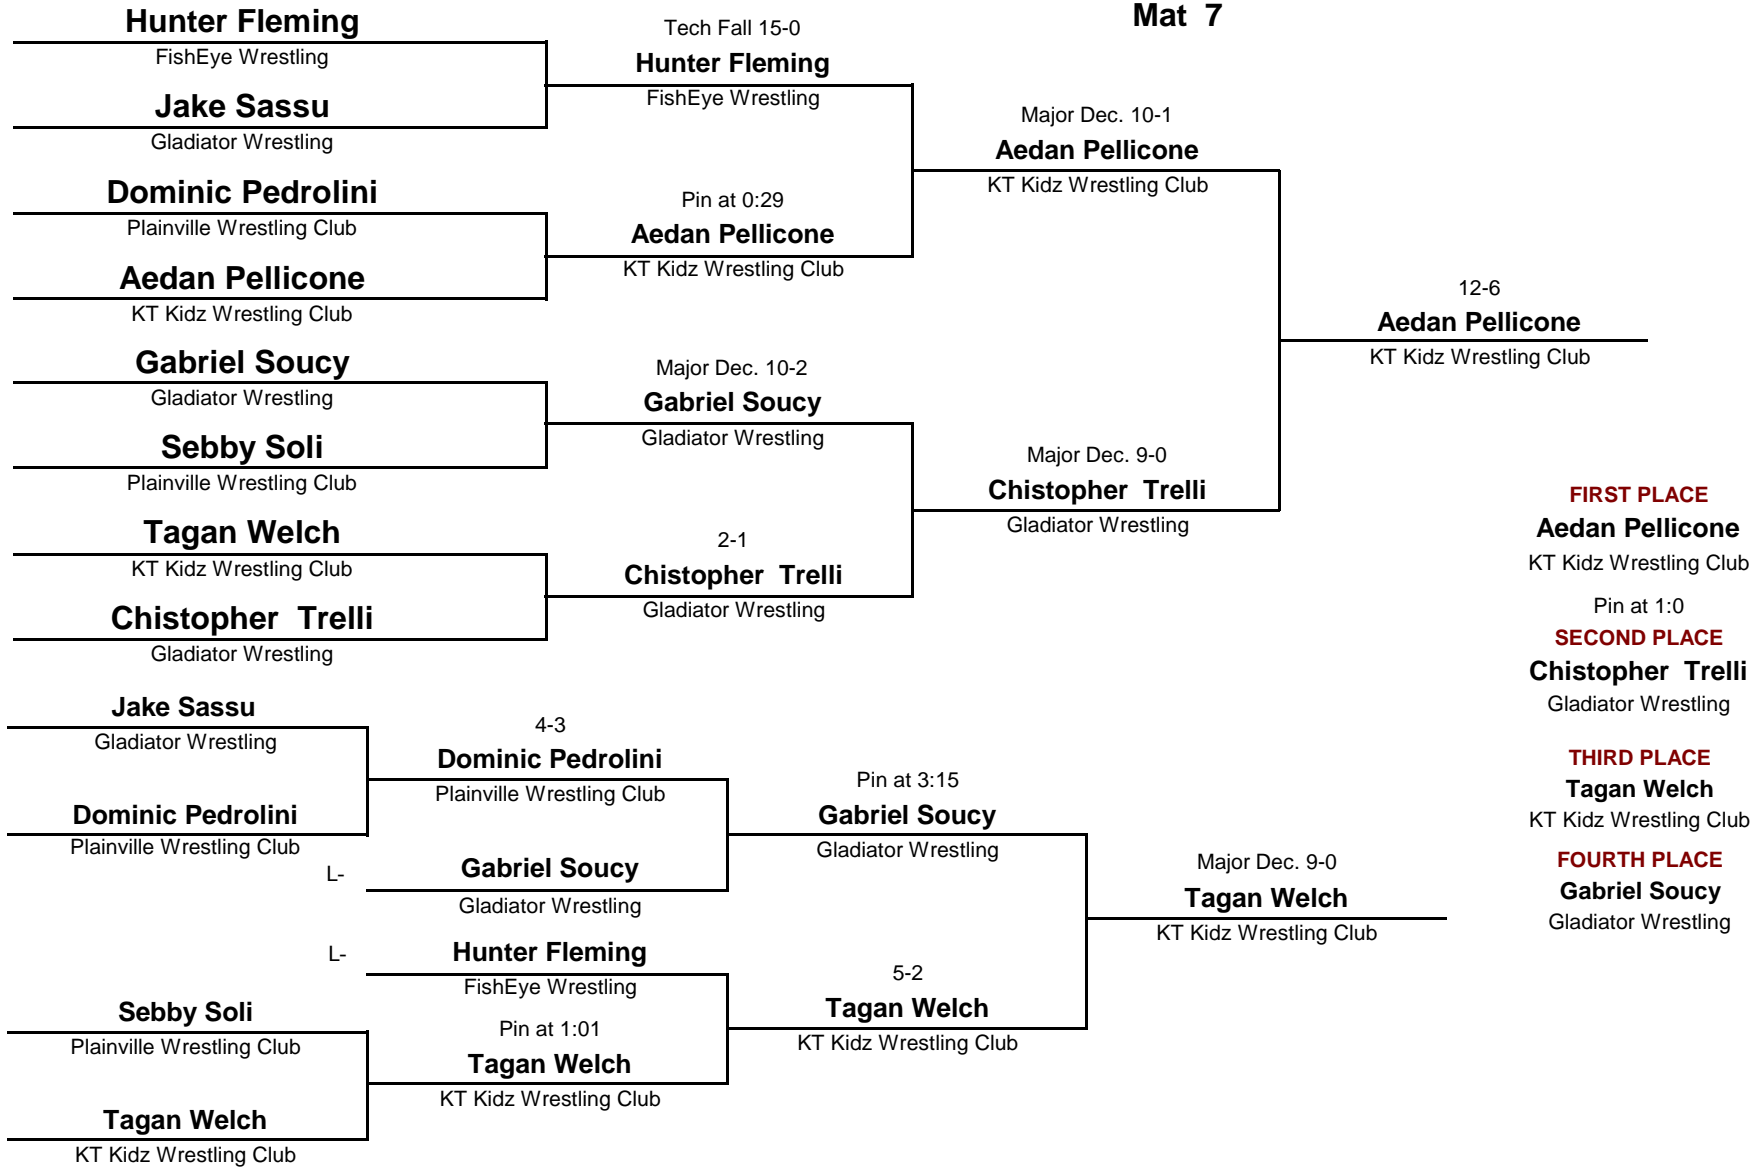 Mat  7
Hunter Fleming
FishEye Wrestling
Jake Sassu
Gladiator Wrestling
Dominic Pedrolini
Plainville Wrestling Club
Aedan Pellicone
KT Kidz Wrestling Club
Gabriel Soucy
Gladiator Wrestling
Sebby Soli
Plainville Wrestling Club
Tagan Welch
KT Kidz Wrestling Club
Chistopher  Trelli
Gladiator Wrestling
Tech Fall 15-0
Hunter Fleming
FishEye Wrestling
Pin at 0:29
Aedan Pellicone
KT Kidz Wrestling Club
Major Dec. 10-2
Gabriel Soucy
Gladiator Wrestling
2-1
Chistopher  Trelli
Gladiator Wrestling
Major Dec. 10-1
Aedan Pellicone
KT Kidz Wrestling Club
Major Dec. 9-0
Chistopher  Trelli
Gladiator Wrestling
12-6
Aedan Pellicone
KT Kidz Wrestling Club
FIRST PLACE
Aedan Pellicone
KT Kidz Wrestling Club
Pin at 1:0
SECOND PLACE
Chistopher  Trelli
Gladiator Wrestling
THIRD PLACE
Tagan Welch
KT Kidz Wrestling Club
FOURTH PLACE
Gabriel Soucy
Gladiator Wrestling
Jake Sassu
Gladiator Wrestling
Dominic Pedrolini
Plainville Wrestling Club
L-
L-
Sebby Soli
Plainville Wrestling Club
Tagan Welch
KT Kidz Wrestling Club
4-3
Dominic Pedrolini
Plainville Wrestling Club
Gabriel Soucy
Gladiator Wrestling
Hunter Fleming
FishEye Wrestling
Pin at 1:01
Tagan Welch
KT Kidz Wrestling Club
Pin at 3:15
Gabriel Soucy
Gladiator Wrestling
5-2
Tagan Welch
KT Kidz Wrestling Club
Major Dec. 9-0
Tagan Welch
KT Kidz Wrestling Club